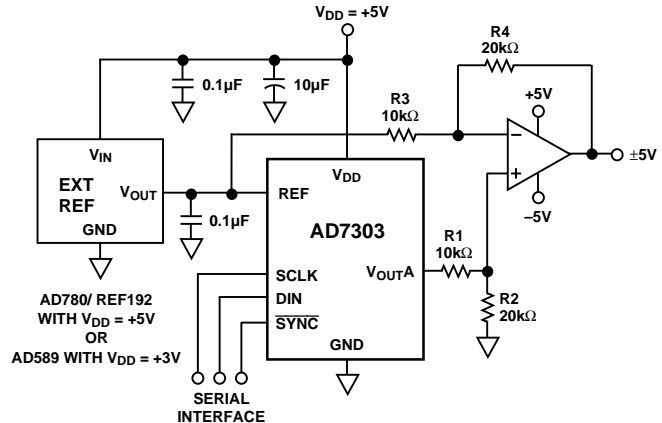 V_DD = +5V
R4
20kΩ
0.1µF
10µF
R3
10kΩ
+5V
−
±5V
+
–5V
V_IN
EXT
REF
V_OUT
GND
0.1µF
V_DD
REF
AD7303
SCLK
DIN
SYNC
V_OUTA
GND
R1
10kΩ
R2
20kΩ
AD780/ REF192
WITH V_DD = +5V
OR
AD589 WITH V_DD = +3V
SERIAL
INTERFACE